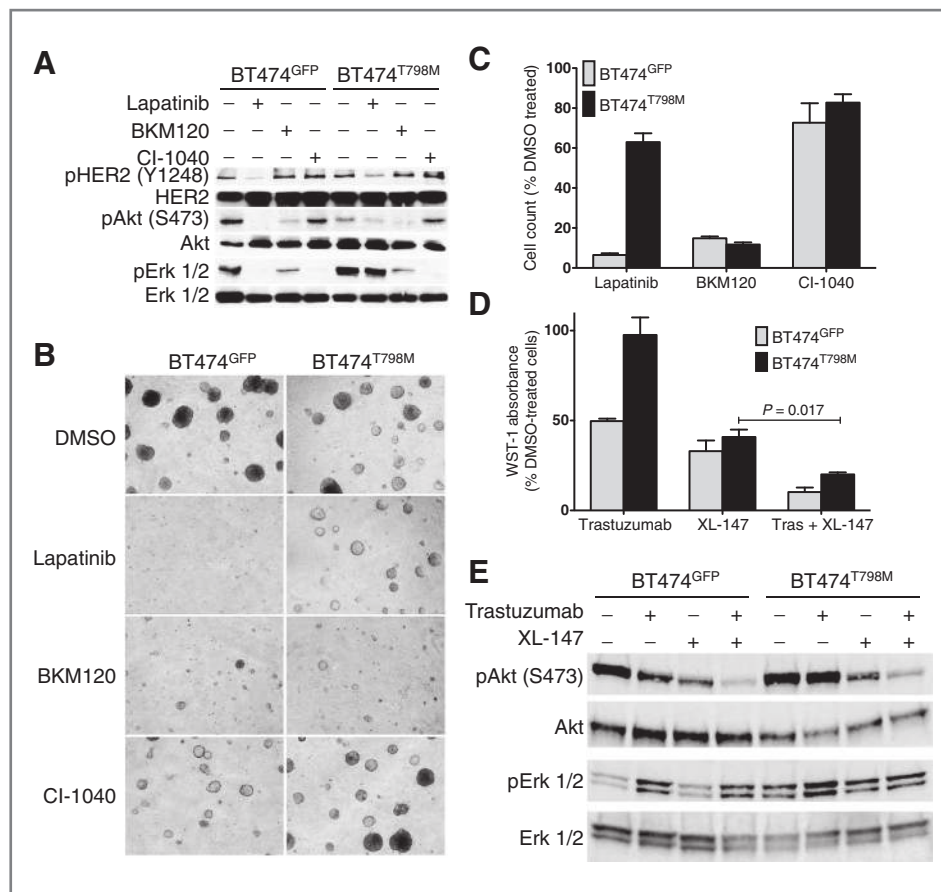 A
BT474GFP BT474T798M
Lapatinib – + – – – + – –
BKM120 – – + – – – + –
CI-1040 – – – + – – – +
pHER2 (Y1248)
HER2
pAkt (S473)
Akt
pErk 1/2
Erk 1/2
B
BT474GFP BT474T798M
DMSO
Lapatinib
BKM120
CI-1040
C
BT474GFP
BT474T798M
Cell count (% DMSO treated)
100
80
60
40
20
0
Lapatinib BKM120 CI-1040
D
BT474GFP
BT474T798M
WST-1 absorbance
(% DMSO-treated cells)
100
50
0
P = 0.017
Trastuzumab XL-147 Tras + XL-147
E
BT474GFP BT474T798M
Trastuzumab – + – + – + – +
XL-147 – – + + – – + +
pAkt (S473)
Akt
pErk 1/2
Erk 1/2